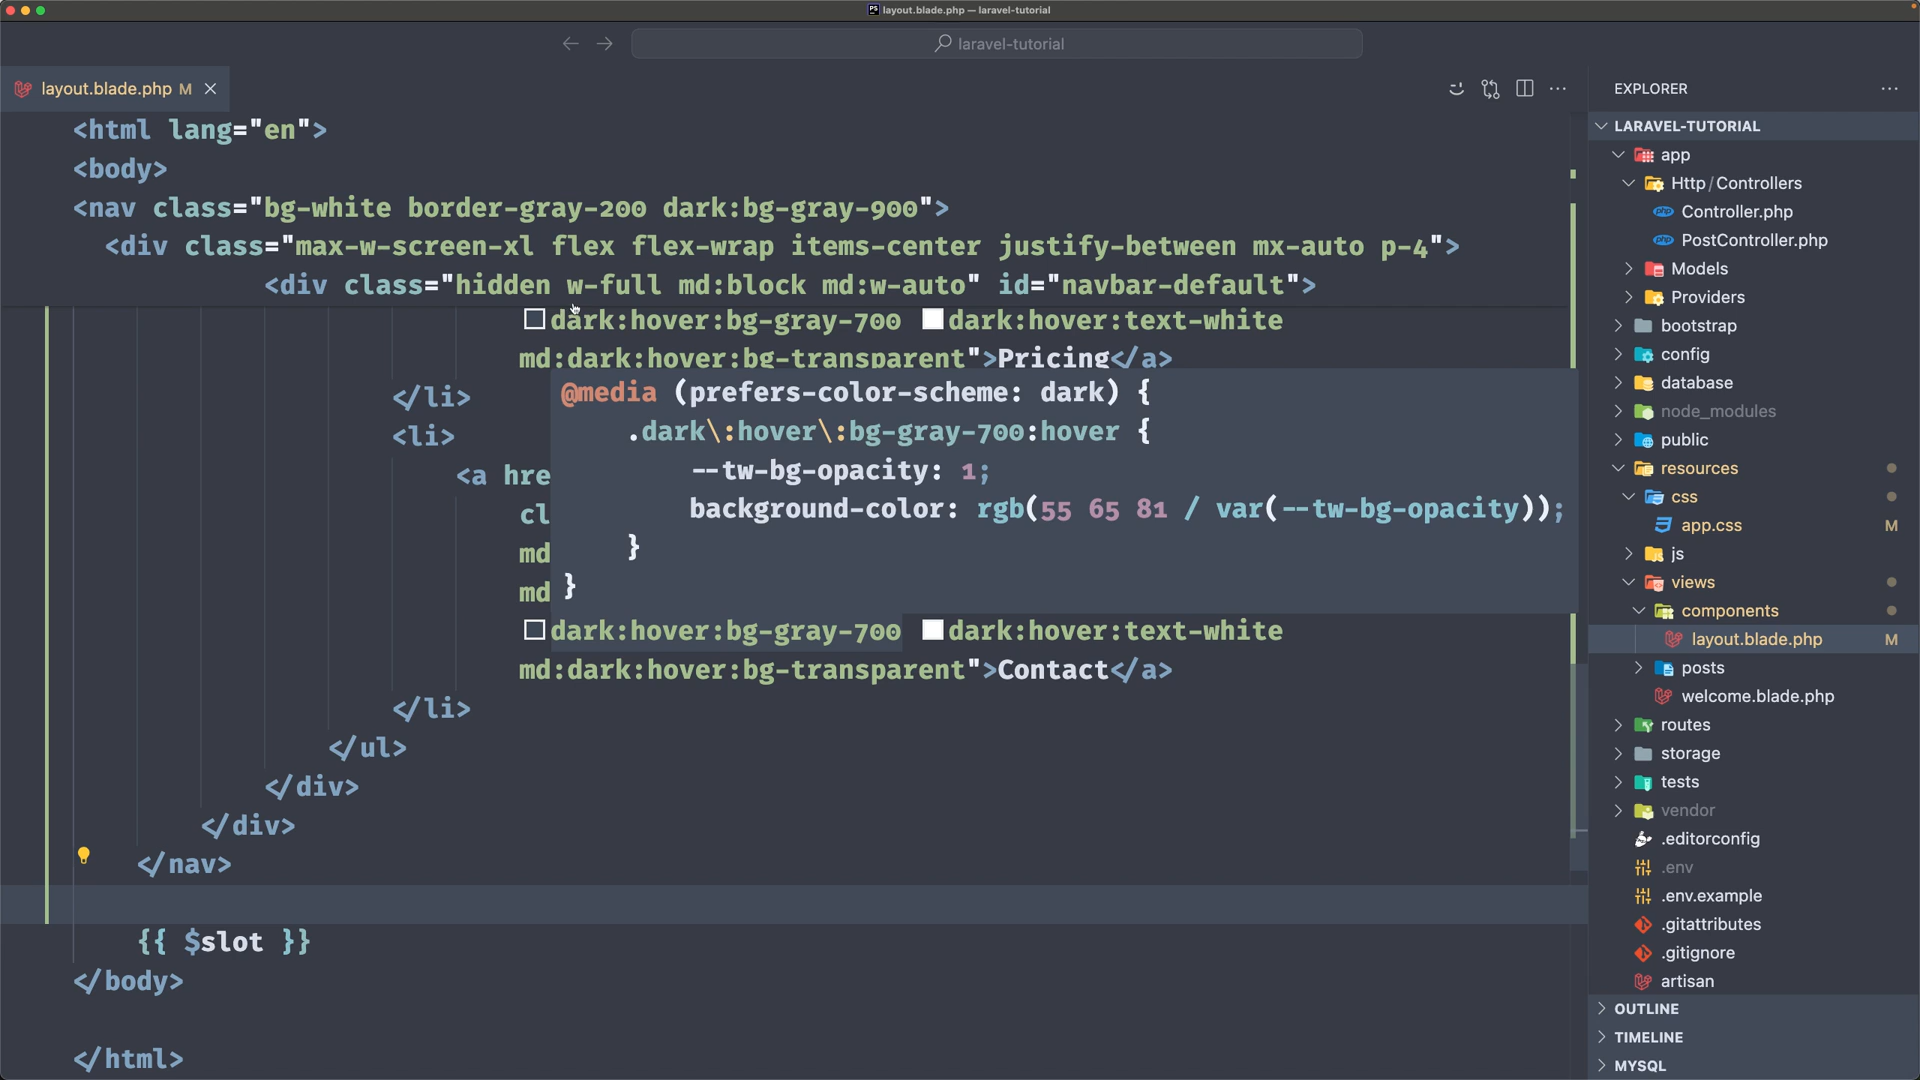 layout.blade.php — laravel-tutorial
laravel-tutorial
layout.blade.php M
<html lang="en">
<body>
<nav class="bg-white border-gray-200 dark:bg-gray-900">
<div class="max-w-screen-xl flex flex-wrap items-center justify-between mx-auto p-4">
<div class="hidden w-full md:block md:w-auto" id="navbar-default">
dark:hover:bg-gray-700 dark:hover:text-white
md:dark:hover:bg-transparent">Pricing</a>
</li>
<li>
<a hre
cl
md
md
@media (prefers-color-scheme: dark) {
.dark\:hover\:bg-gray-700:hover {
--tw-bg-opacity: 1;
background-color: rgb(55 65 81 / var(--tw-bg-opacity));
}
}
dark:hover:bg-gray-700 dark:hover:text-white
md:dark:hover:bg-transparent">Contact</a>
</li>
</ul>
</div>
</div>
</nav>
{{ $slot }}
</body>
</html>
EXPLORER
LARAVEL-TUTORIAL
app
Http/Controllers
Controller.php
PostController.php
Models
Providers
bootstrap
config
database
node_modules
public
resources
css
app.css M
js
views
components
layout.blade.php M
posts
welcome.blade.php
routes
storage
tests
vendor
.editorconfig
.env
.env.example
.gitattributes
.gitignore
artisan
OUTLINE
TIMELINE
MYSQL